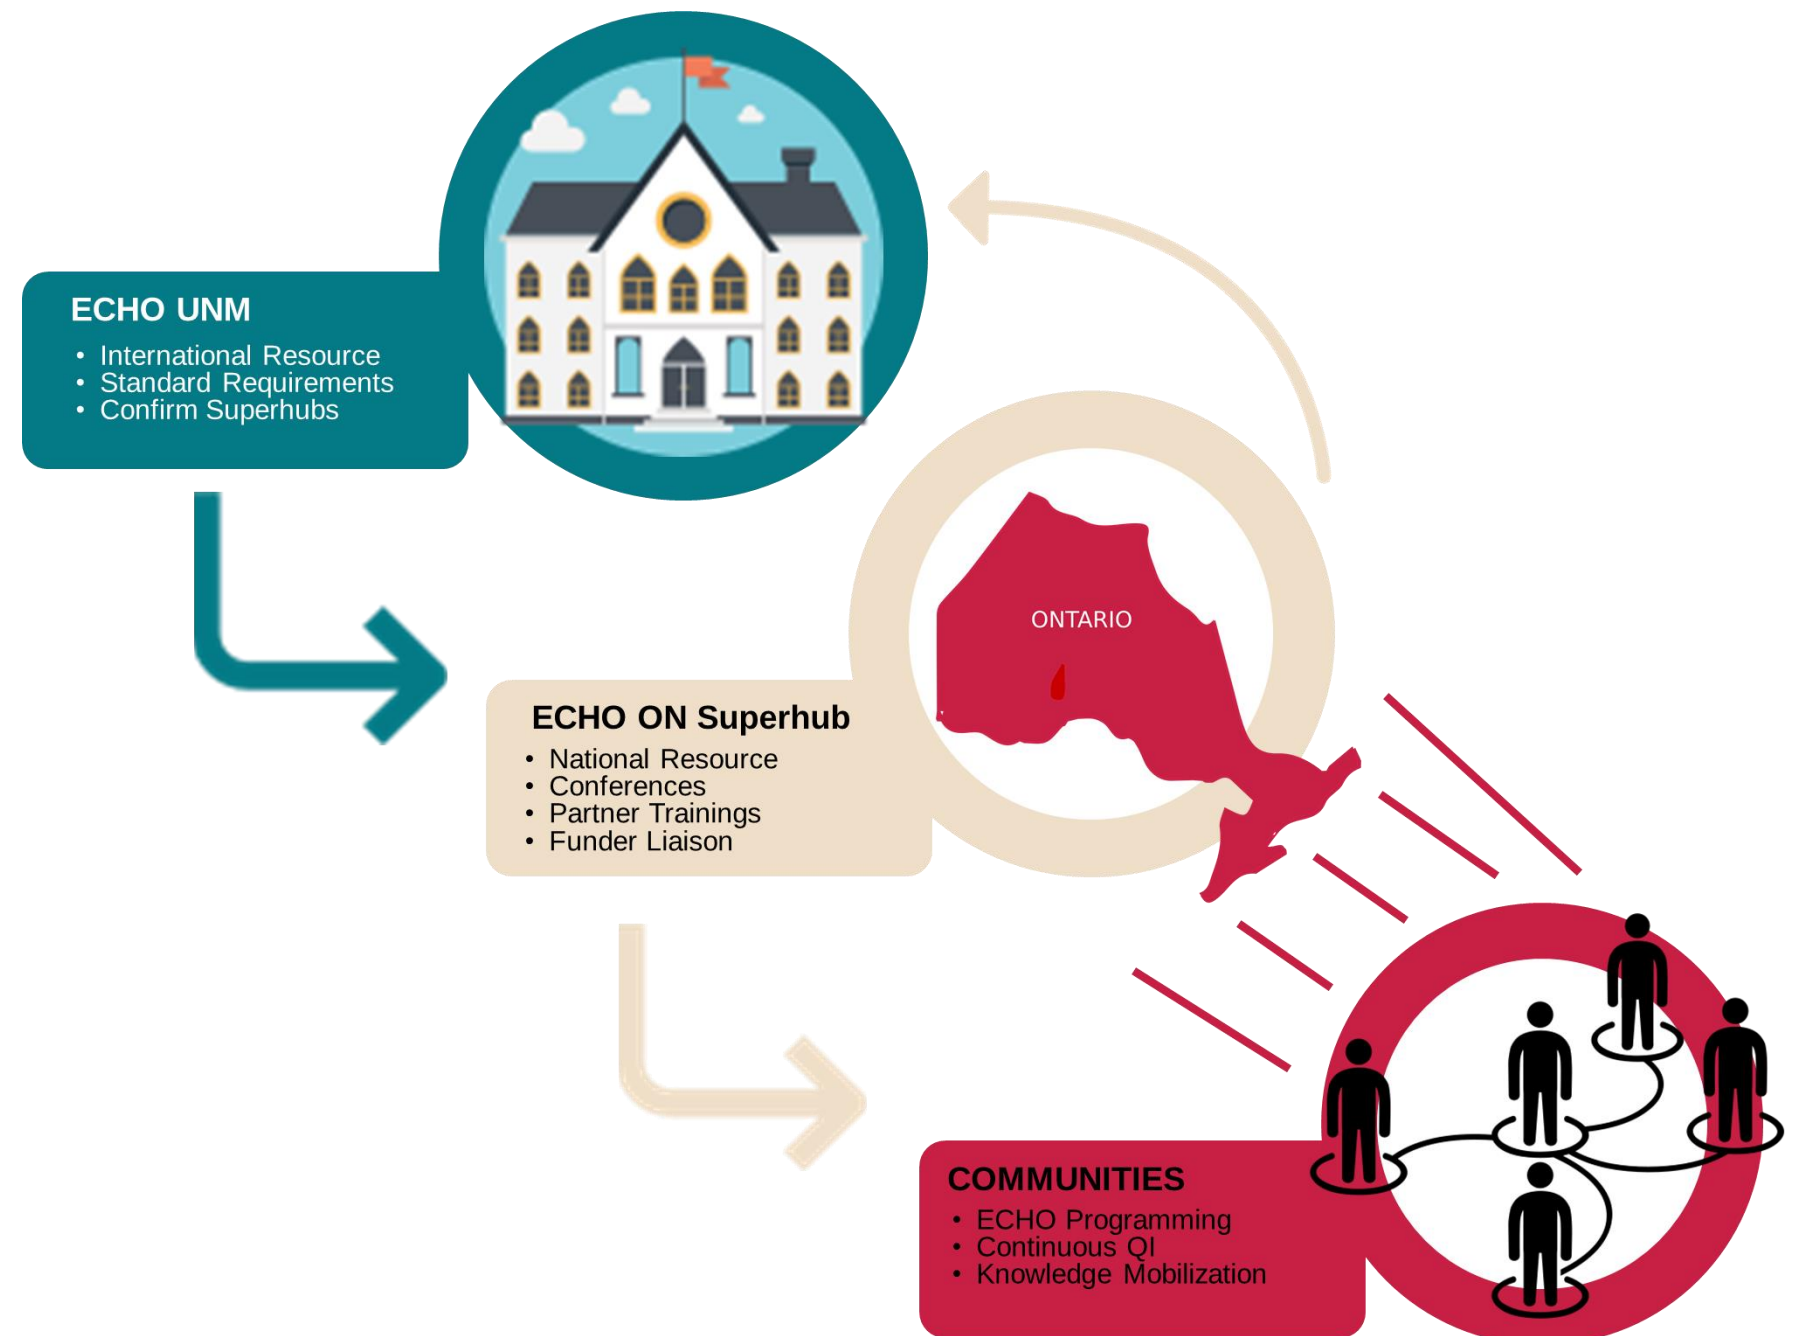 ECHO UNM
• International Resource
• Standard Requirements
• Confirm Superhubs
ONTARIO
ECHO ON Superhub
• National Resource
• Conferences
• Partner Trainings
• Funder Liaison
COMMUNITIES
• ECHO Programming
• Continuous QI
• Knowledge Mobilization